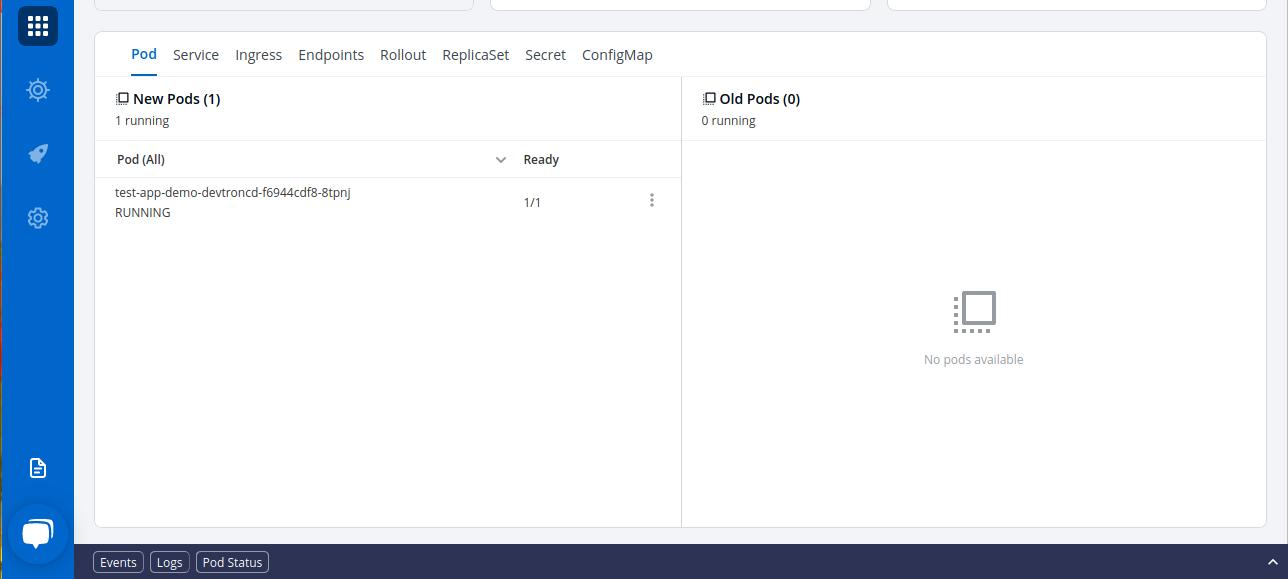 Pod Service Ingress Endpoints Rollout ReplicaSet Secret ConfigMap
New Pods (1)
1 running
Old Pods (0)
0 running
Pod (All) Ready
test-app-demo-devtroncd-f6944cdf8-8tpnj
RUNNING
1/1
No pods available
Events Logs Pod Status